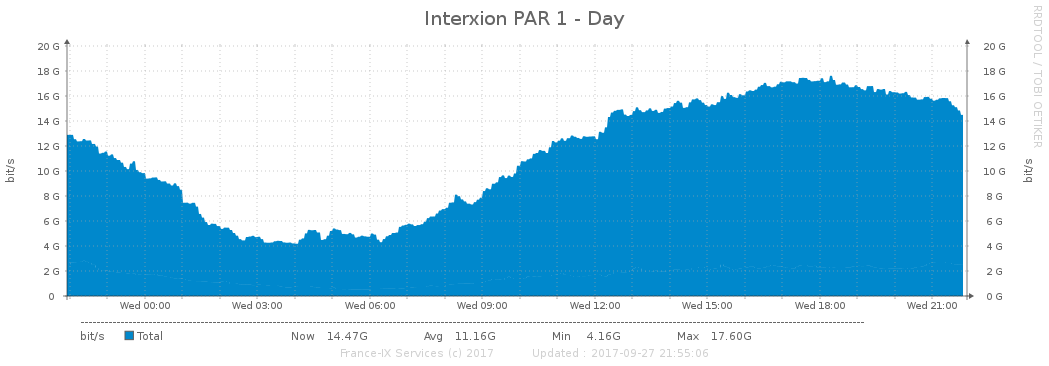 Interxion PAR 1 - Day
RRDTOOL / TOBI OETIKER
bit/s
20 G 20 G
18 G 18 G
16 G 16 G
14 G 14 G
12 G 12 G
10 G 10 G
8 G 8 G
6 G 6 G
4 G 4 G
2 G 2 G
0 0 G
bit/s
Wed 00:00 Wed 03:00 Wed 06:00 Wed 09:00 Wed 12:00 Wed 15:00 Wed 18:00 Wed 21:00
bit/s Total Now 14.47G Avg 11.16G Min 4.16G Max 17.60G
France-IX Services (c) 2017 Updated : 2017-09-27 21:55:06